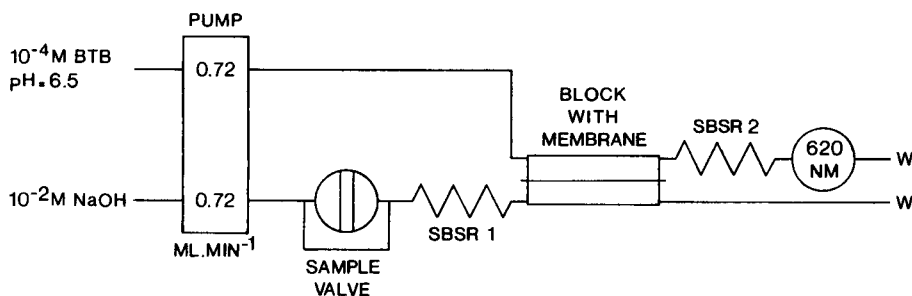 PUMP
10⁻⁴M BTB
pH=6.5
0.72
BLOCK
WITH
MEMBRANE
SBSR 2
620
NM
W
10⁻²M NaOH
0.72
W
SBSR 1
ML.MIN⁻¹
SAMPLE
VALVE